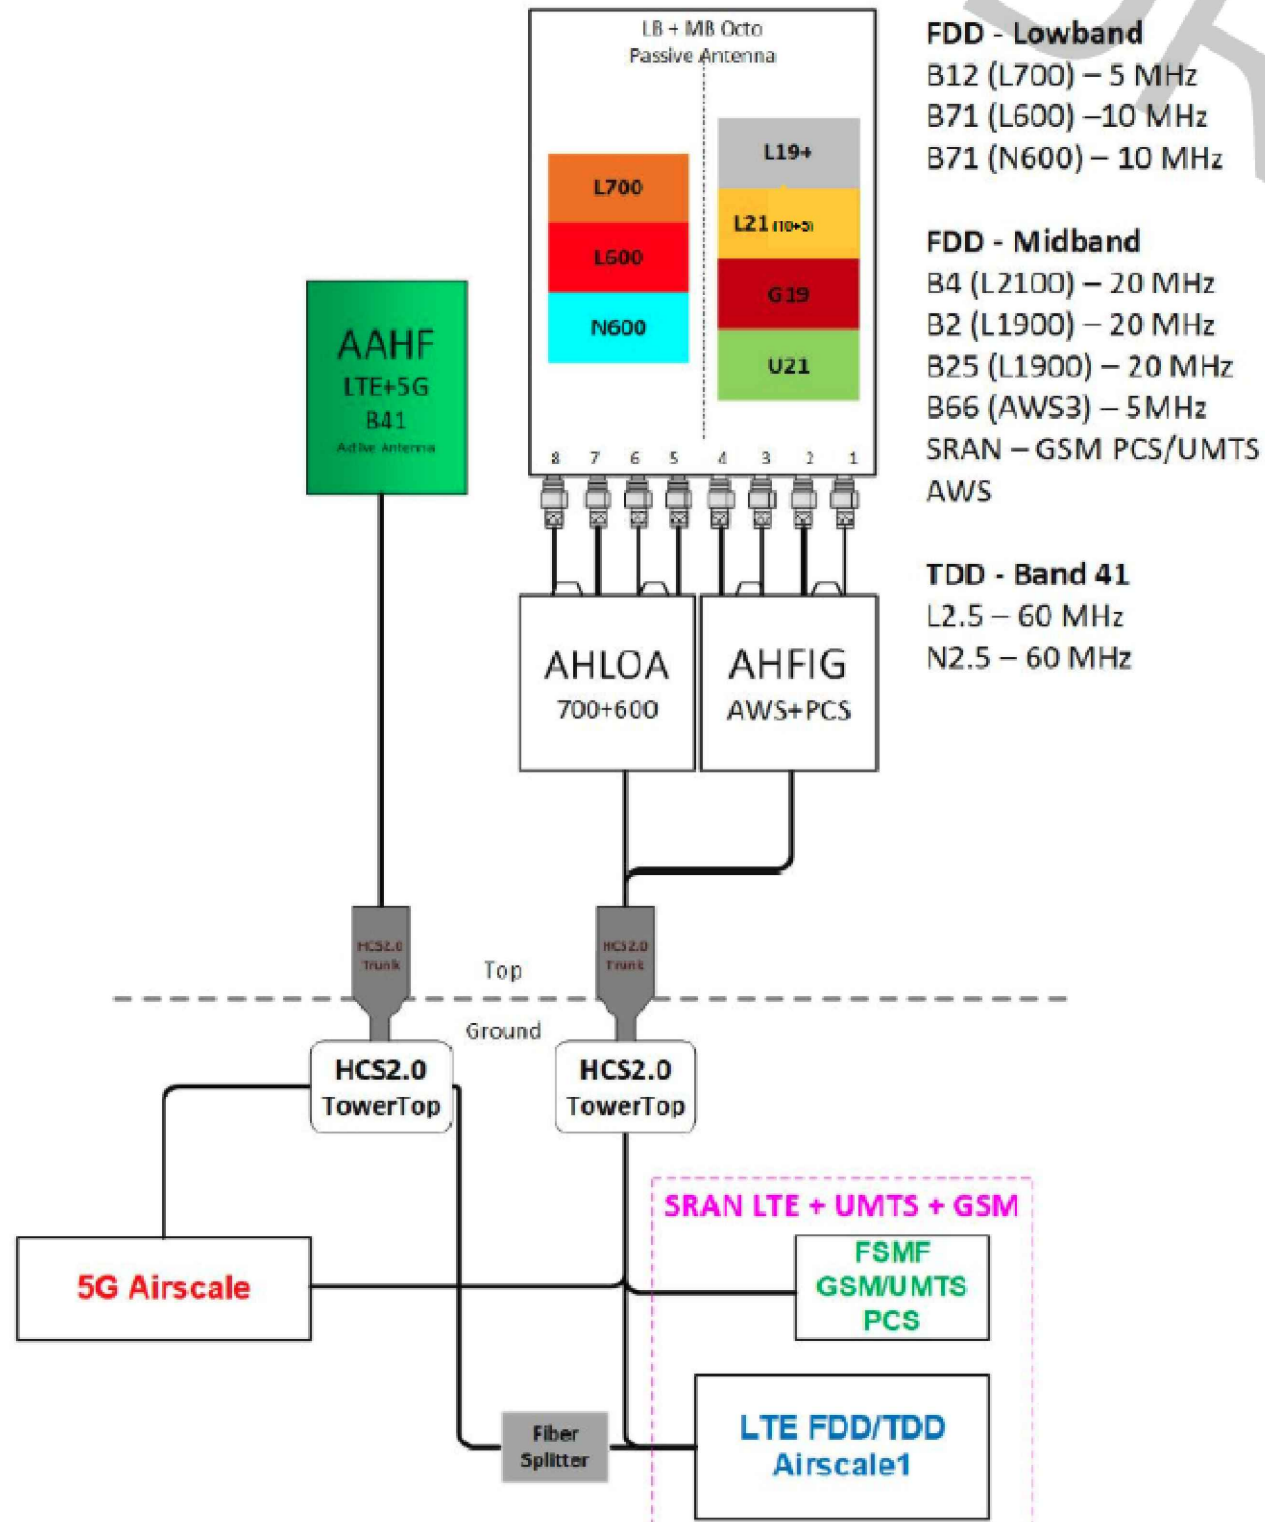 LB + MB Octo
Passive Antenna
L19+
L700
L21 (10+5)
L600
G19
N600
U21
8 7 6 5 4 3 2 1
AAHF
LTE+5G
B41
Active Antenna
AHLOA
700+600
AHFIG
AWS+PCS
FDD - Lowband
B12 (L700) – 5 MHz
B71 (L600) –10 MHz
B71 (N600) – 10 MHz
FDD - Midband
B4 (L2100) – 20 MHz
B2 (L1900) – 20 MHz
B25 (L1900) – 20 MHz
B66 (AWS3) – 5MHz
SRAN – GSM PCS/UMTS
AWS
TDD - Band 41
L2.5 – 60 MHz
N2.5 – 60 MHz
HCS2.0
Trunk
HCS2.0
Trunk
Top
Ground
HCS2.0
TowerTop
HCS2.0
TowerTop
SRAN LTE + UMTS + GSM
5G Airscale
FSMF
GSM/UMTS
PCS
Fiber
Splitter
LTE FDD/TDD
Airscale1